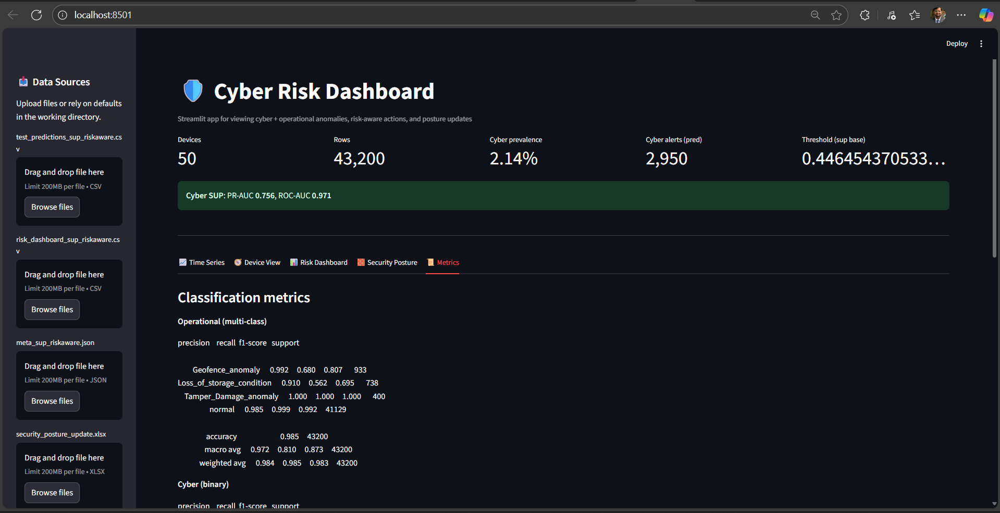 localhost:8501
Deploy
Data Sources
Upload files or rely on defaults
in the working directory.
test_predictions_sup_riskaware.cs
v
Drag and drop file here
Limit 200MB per file • CSV
Browse files
risk_dashboard_sup_riskaware.cs
v
Drag and drop file here
Limit 200MB per file • CSV
Browse files
meta_sup_riskaware.json
Drag and drop file here
Limit 200MB per file • JSON
Browse files
security_posture_update.xlsx
Drag and drop file here
Limit 200MB per file • XLSX
Browse files
Cyber Risk Dashboard
Streamlit app for viewing cyber + operational anomalies, risk-aware actions, and posture updates
Devices Rows Cyber prevalence Cyber alerts (pred) Threshold (sup base)
50 43,200 2.14% 2,950 0.446454370533...
Cyber SUP: PR-AUC 0.756, ROC-AUC 0.971
Time Series Device View Risk Dashboard Security Posture Metrics
Classification metrics
Operational (multi-class)
precision recall f1-score support
Geofence_anomaly 0.992 0.680 0.807 933
Loss_of_storage_condition 0.910 0.562 0.695 738
Tamper_Damage_anomaly 1.000 1.000 1.000 400
normal 0.985 0.999 0.992 41129
accuracy 0.985 43200
macro avg 0.972 0.810 0.873 43200
weighted avg 0.984 0.985 0.983 43200
Cyber (binary)
precision recall f1-score support